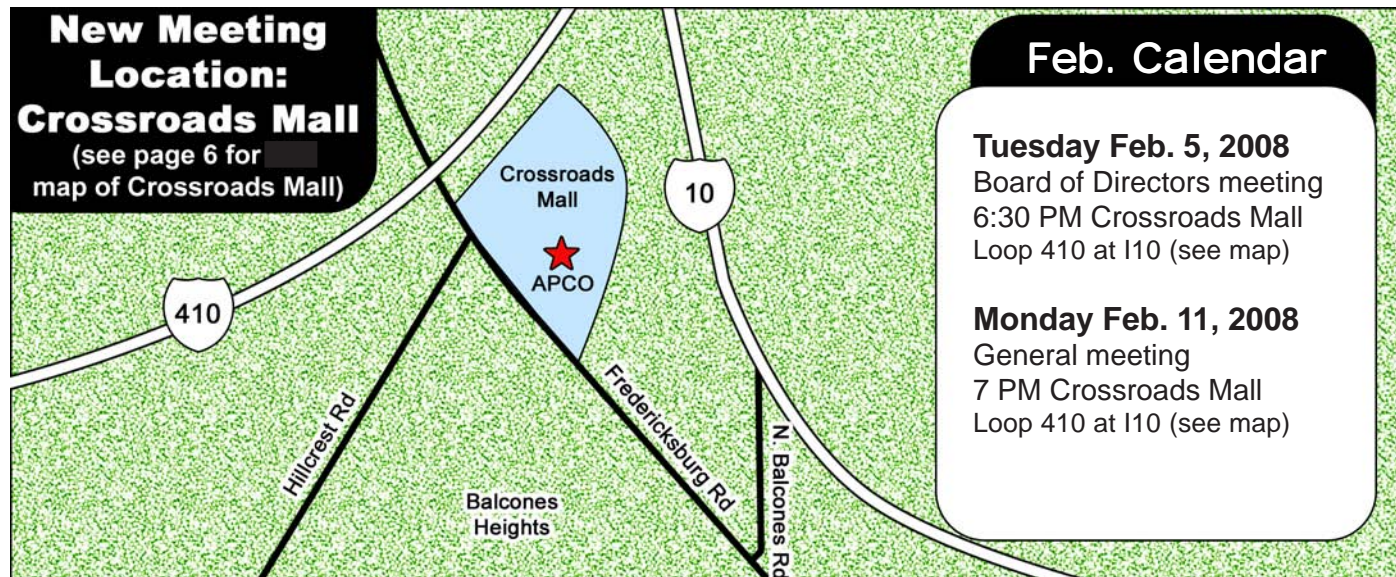 New Meeting
Location:
Crossroads Mall
(see page 6 for
map of Crossroads Mall)
Crossroads
Mall
APCO
410
10
Hillcrest Rd
Fredericksburg Rd
N. Balcones Rd
Balcones
Heights
Feb. Calendar
Tuesday Feb. 5, 2008
Board of Directors meeting
6:30 PM Crossroads Mall
Loop 410 at I10 (see map)
Monday Feb. 11, 2008
General meeting
7 PM Crossroads Mall
Loop 410 at I10 (see map)